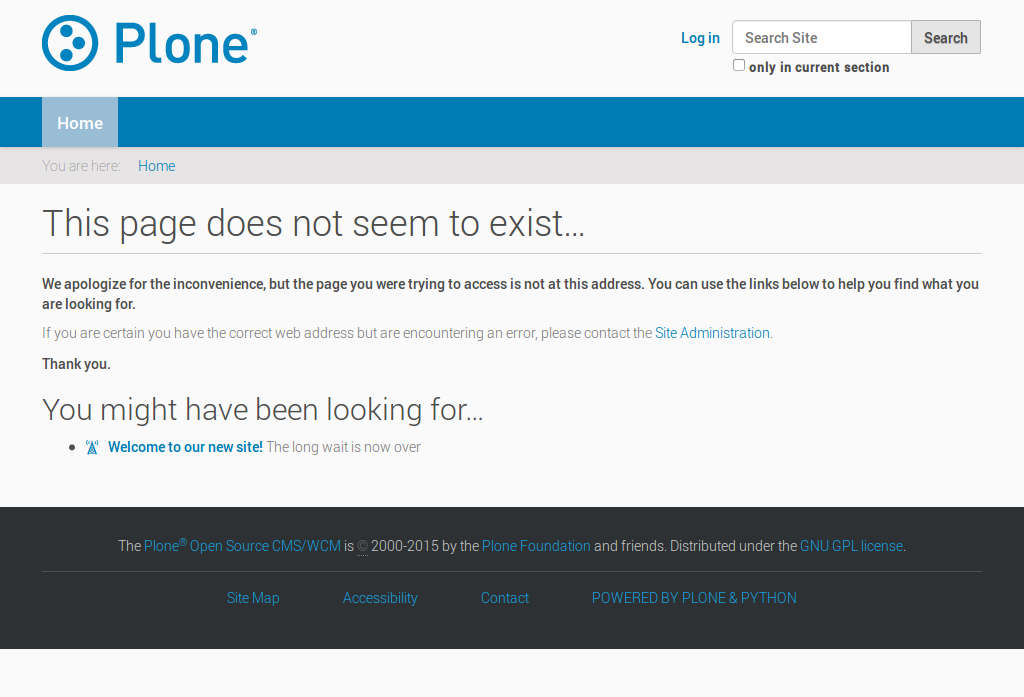 Plone®
Log in
Search Site
Search
only in current section
Home
You are here: Home
This page does not seem to exist…
We apologize for the inconvenience, but the page you were trying to access is not at this address. You can use the links below to help you find what you
are looking for.
If you are certain you have the correct web address but are encountering an error, please contact the Site Administration.
Thank you.
You might have been looking for…
Welcome to our new site! The long wait is now over
The Plone® Open Source CMS/WCM is © 2000-2015 by the Plone Foundation and friends. Distributed under the GNU GPL license.
Site Map
Accessibility
Contact
POWERED BY PLONE & PYTHON